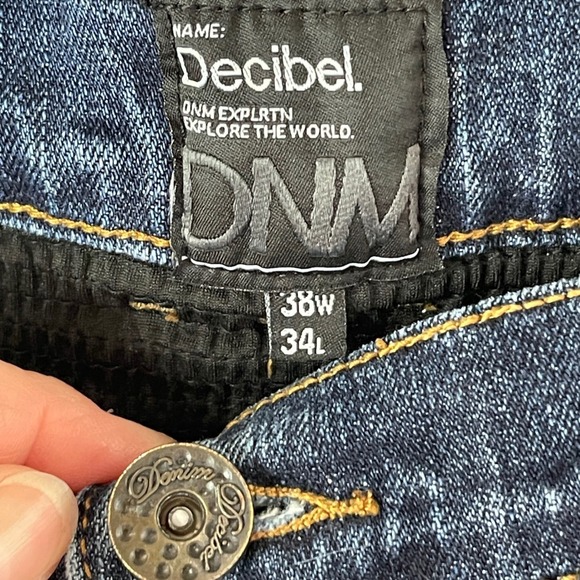 NAME:
Decibel.
DNM EXPLRTN
EXPLORE THE WORLD.
DNM
38W
34L
Denim
Decibel